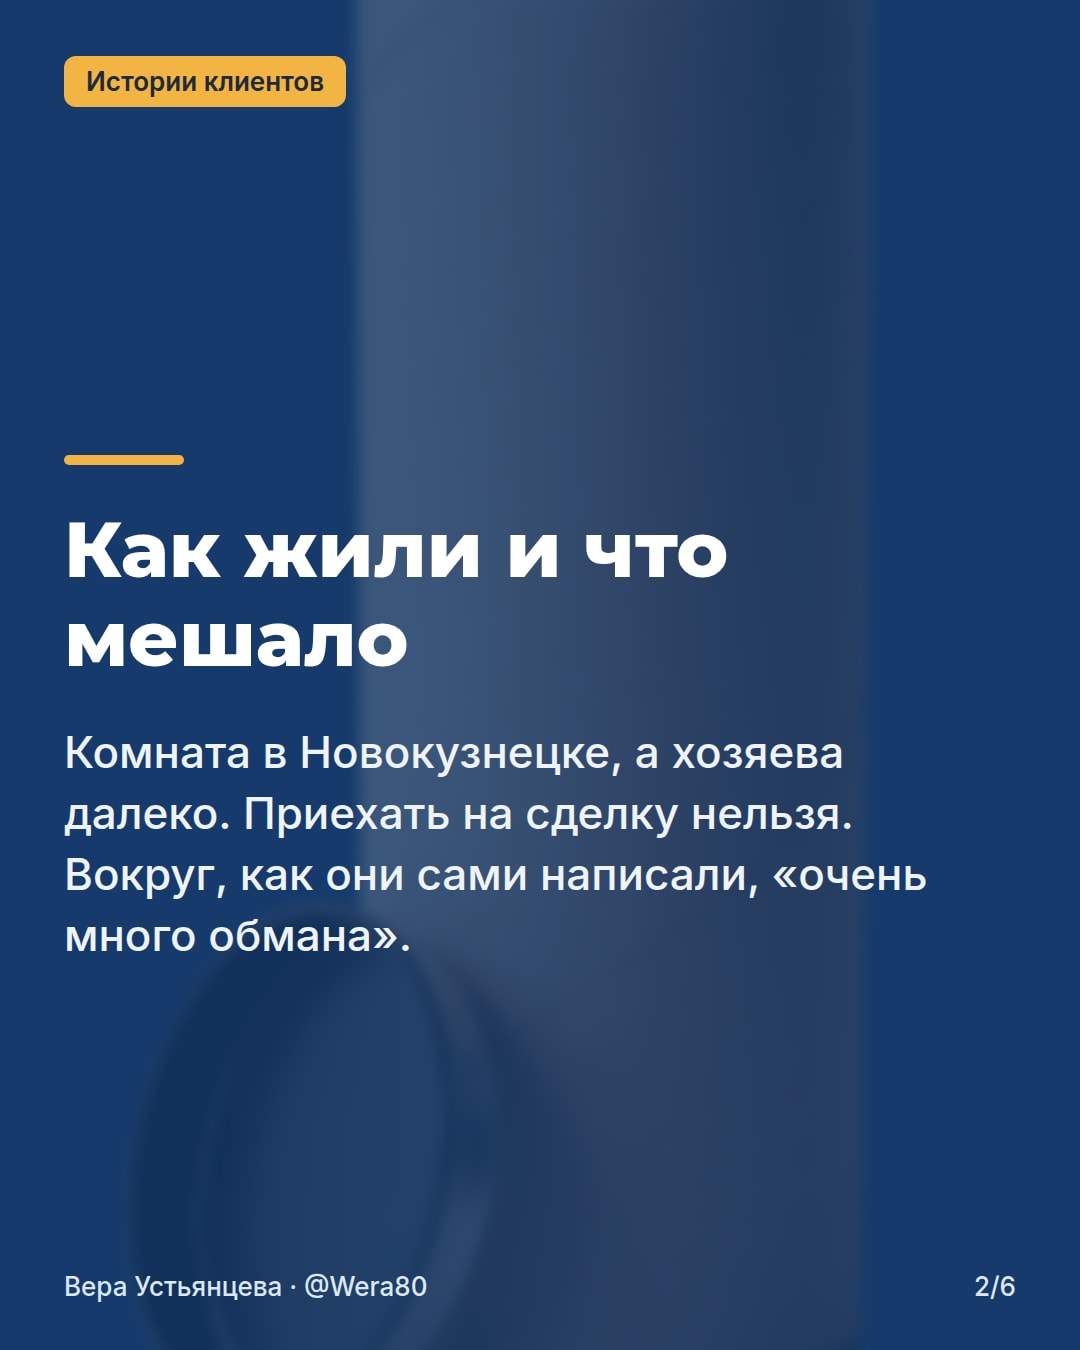 Истории клиентов
Как жили и что
мешало
Комната в Новокузнецке, а хозяева
далеко. Приехать на сделку нельзя.
Вокруг, как они сами написали, «очень
много обмана».
Вера Устьянцева · @Wera80
2/6